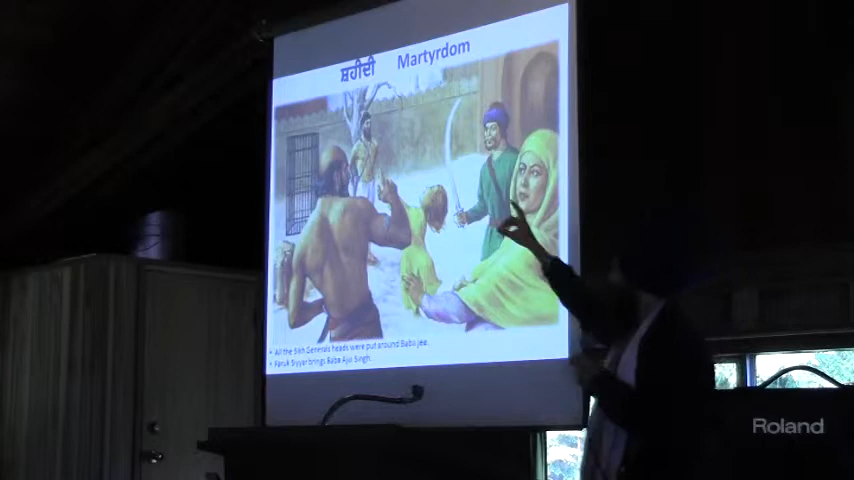 ਸ਼ਹੀਦੀ Martyrdom
• All the Sikh Generals heads were put around Baba jee.
• Faruk Siyyar brings Baba Ajai Singh.
Roland